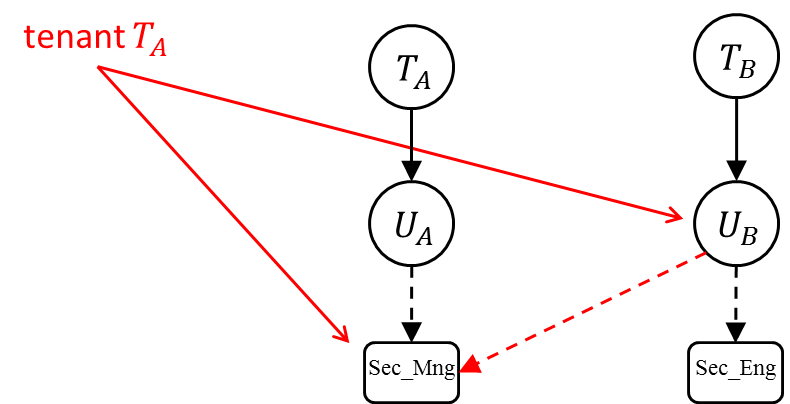 tenant T_A
T_A
T_B
U_A
U_B
Sec_Mng
Sec_Eng